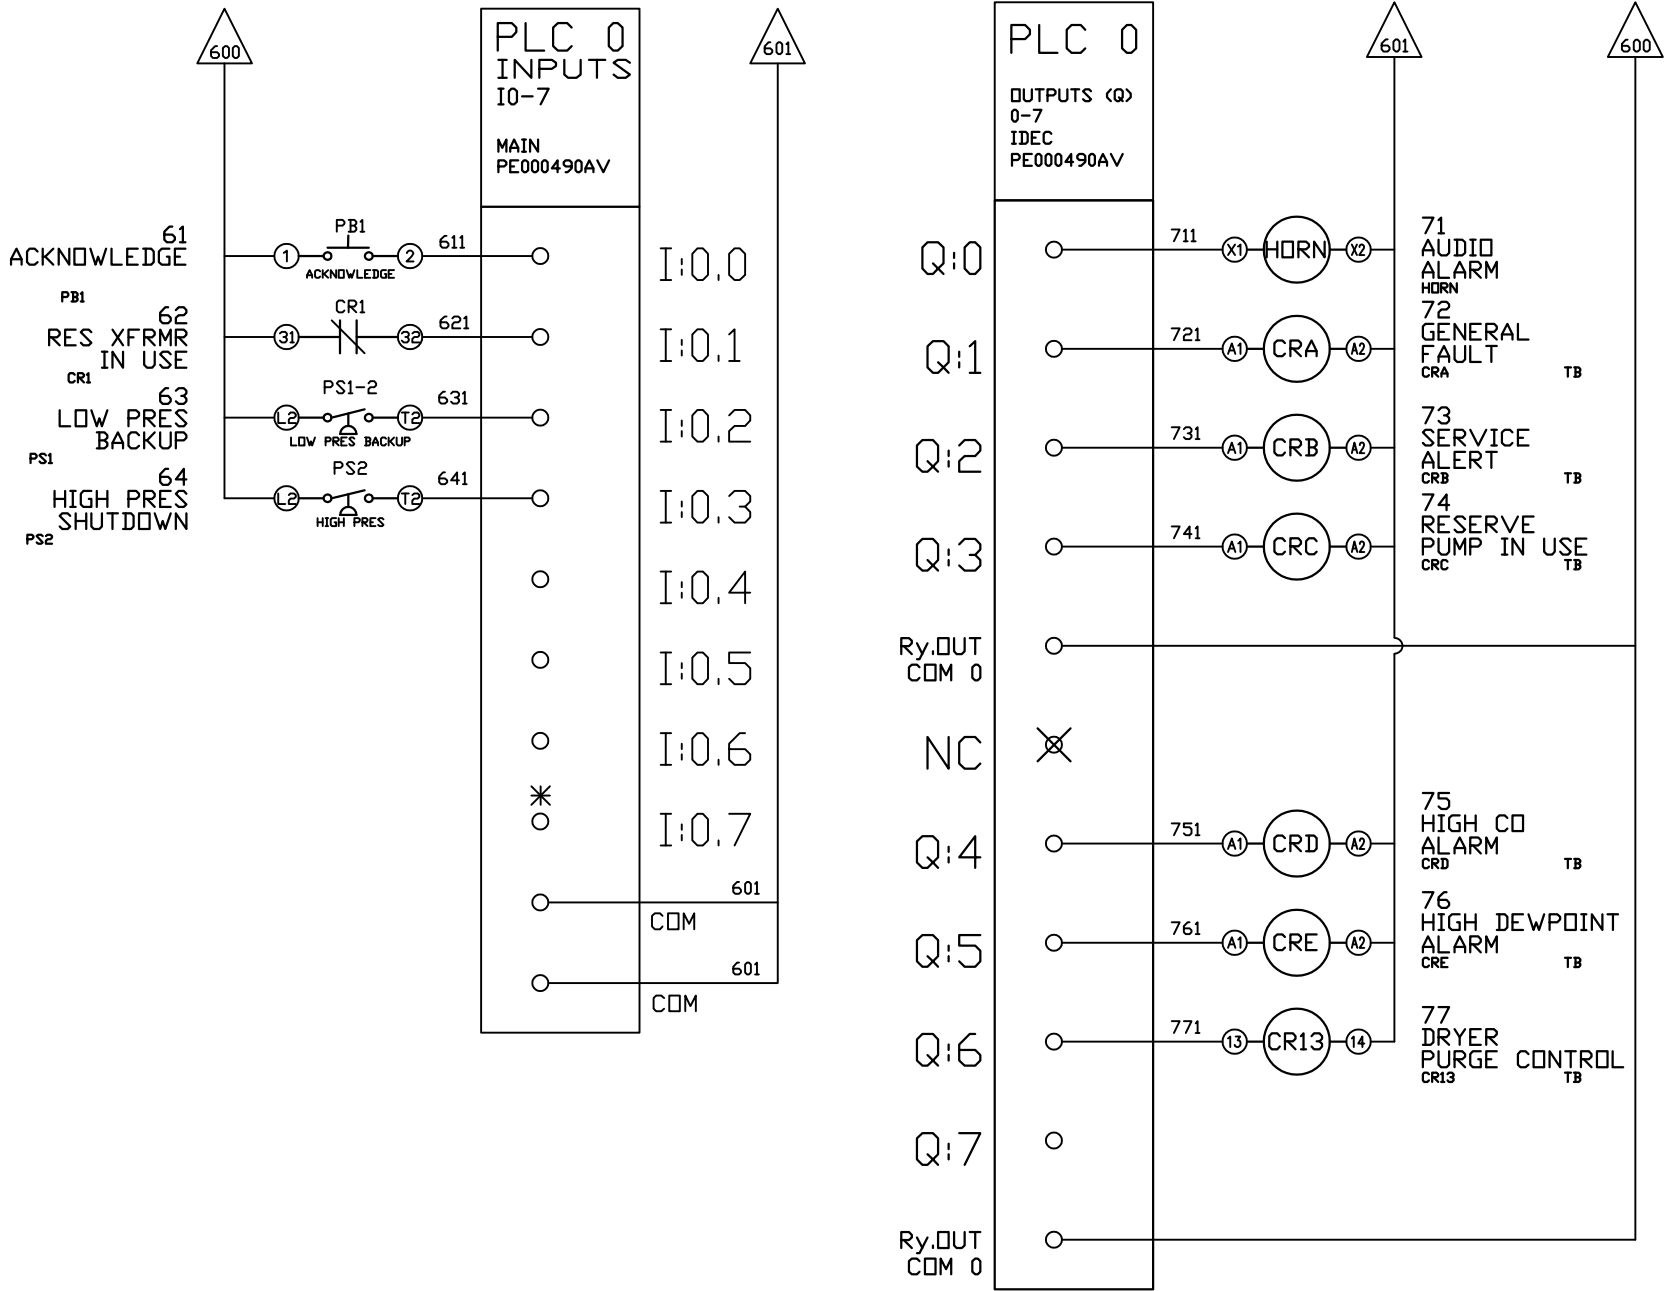 600
PLC 0
INPUTS
I0-7
MAIN
PE000490AV
601
61
ACKNOWLEDGE
PB1
1
PB1
2
ACKNOWLEDGE
611
I:0.0
62
RES XFRMR
IN USE
CR1
31
CR1
32
621
I:0.1
63
LOW PRES
BACKUP
PS1
L2
PS1-2
T2
LOW PRES BACKUP
631
I:0.2
64
HIGH PRES
SHUTDOWN
PS2
L2
PS2
T2
HIGH PRES
641
I:0.3
I:0.4
I:0.5
I:0.6
*
I:0.7
601
COM
601
COM
PLC 0
OUTPUTS (Q)
0-7
IDEC
PE000490AV
601
600
Q:0
711
X1
HORN
X2
71
AUDIO
ALARM
HORN
Q:1
721
A1
CRA
A2
72
GENERAL
FAULT
CRA TB
Q:2
731
A1
CRB
A2
73
SERVICE
ALERT
CRB TB
Q:3
741
A1
CRC
A2
74
RESERVE
PUMP IN USE
CRC TB
Ry.OUT
COM 0
NC
Q:4
751
A1
CRD
A2
75
HIGH CO
ALARM
CRD TB
Q:5
761
A1
CRE
A2
76
HIGH DEWPOINT
ALARM
CRE TB
Q:6
771
13
CR13
14
77
DRYER
PURGE CONTROL
CR13 TB
Q:7
Ry.OUT
COM 0